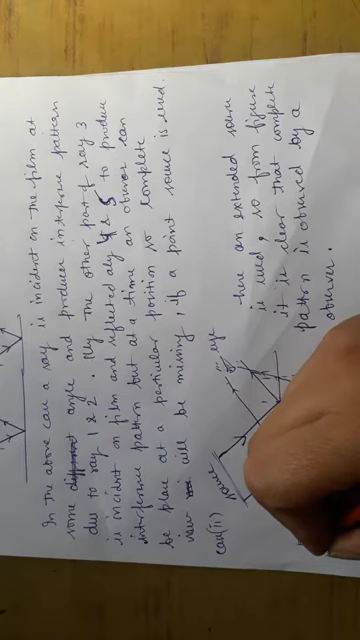 In the above case a ray is incident on the film at
some angle and produce interfere pattern
due to ray 1 & 2. Illy the other part of ray 3
is incident on film and reflected aly 4 & 5 to produce
interfere pattern but at a time an observer can
be place at a particular position so complete
view will be missing, if a point source is used.
case(ii)
source
eye
here an extended source
is used, so from figure
it is clear that complete
pattern is observed by a
observer.